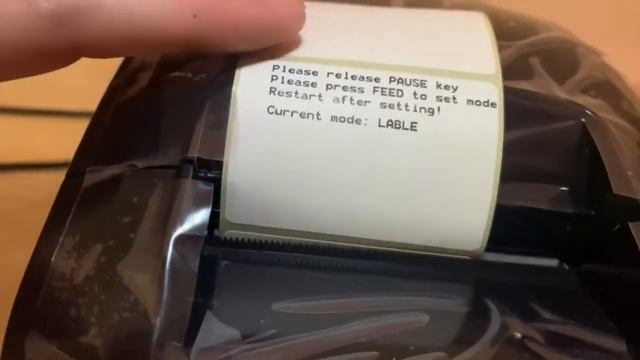 Please release PAUSE key
Please press FEED to set mode
Restart after setting!
Current mode: LABLE